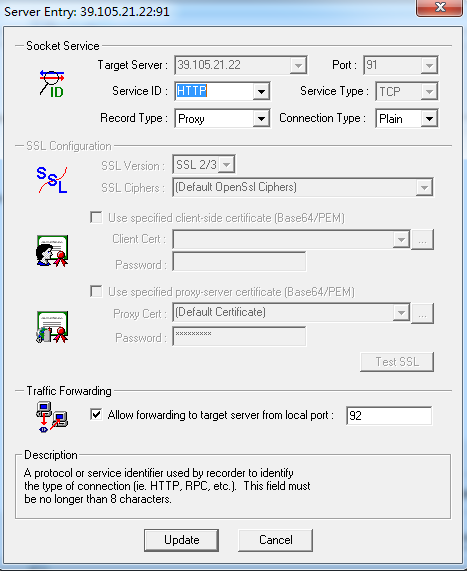 Server Entry: 39.105.21.22:91
Socket Service
Target Server : 39.105.21.22 Port : 91
ID
Service ID : HTTP Service Type : TCP
Record Type : Proxy Connection Type : Plain
SSL Configuration
SSL
SSL Version : SSL 2/3
SSL Ciphers : (Default OpenSsl Ciphers)
Use specified client-side certificate (Base64/PEM)
Client Cert : ...
Password :
Use specified proxy-server certificate (Base64/PEM)
Proxy Cert : (Default Certificate) ...
Password : *********
Test SSL
Traffic Forwarding
Allow forwarding to target server from local port : 92
Description
A protocol or service identifier used by recorder to identify
the type of connection (ie. HTTP, RPC, etc.). This field must
be no longer than 8 characters.
Update Cancel